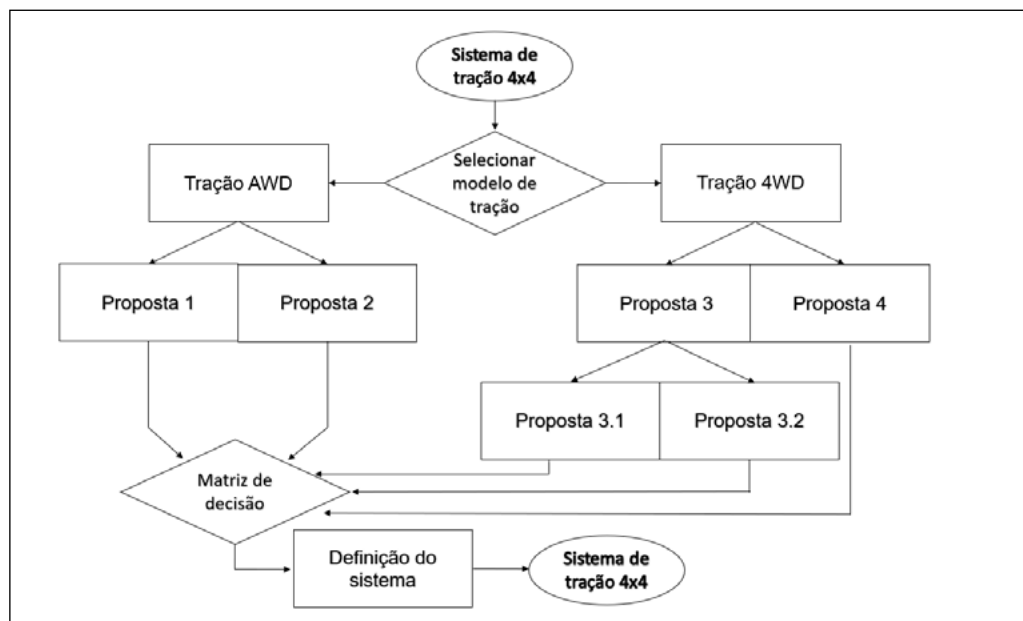 Sistema de
tração 4x4
Selecionar
modelo de
tração
Tração AWD
Tração 4WD
Proposta 1
Proposta 2
Proposta 3
Proposta 4
Proposta 3.1
Proposta 3.2
Matriz de
decisão
Definição do
sistema
Sistema de
tração 4x4